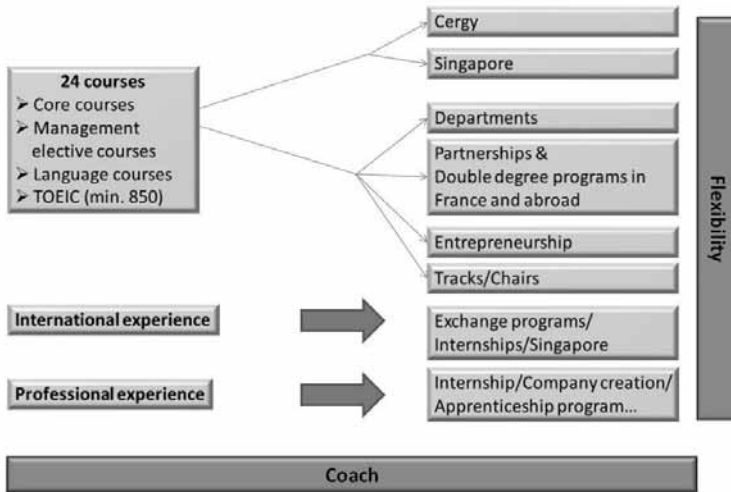 24 courses
➢ Core courses
➢ Management
elective courses
➢ Language courses
➢ TOEIC (min. 850)
Cergy
Singapore
Departments
Partnerships &
Double degree programs in
France and abroad
Entrepreneurship
Tracks/Chairs
International experience
Exchange programs/
Internships/Singapore
Professional experience
Internship/Company creation/
Apprenticeship program...
Flexibility
Coach